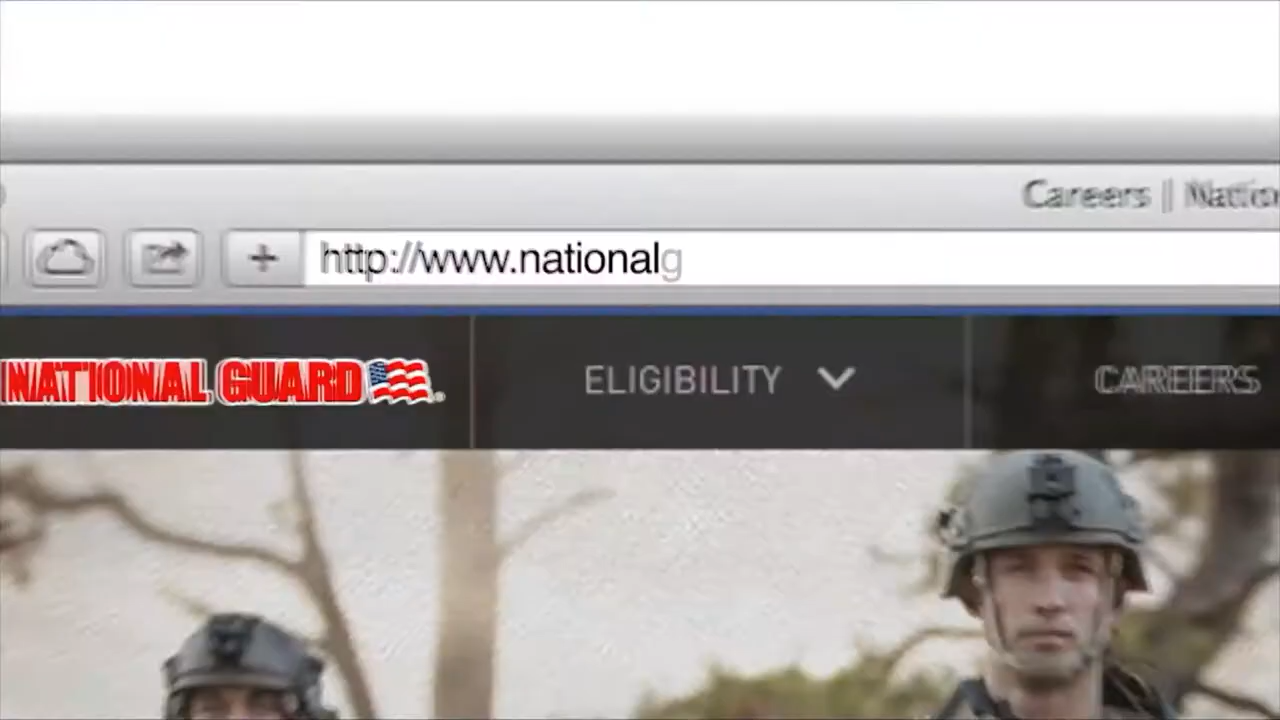 Careers | Natio
http://www.nationalg
NATIONAL GUARD
ELIGIBILITY
CAREERS